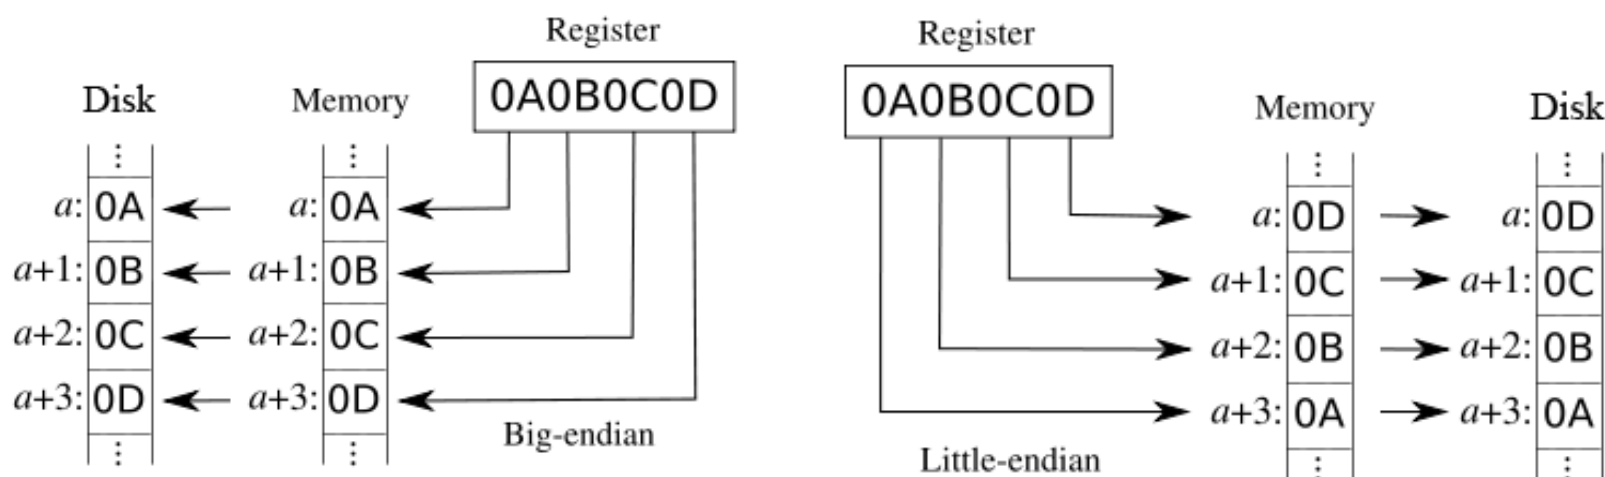 Register
0A0B0C0D
Disk
Memory
⋮
⋮
a: 0A
a: 0A
a+1: 0B
a+1: 0B
a+2: 0C
a+2: 0C
a+3: 0D
a+3: 0D
⋮
⋮
Big-endian
Register
0A0B0C0D
Memory
Disk
⋮
⋮
a: 0D
a: 0D
a+1: 0C
a+1: 0C
a+2: 0B
a+2: 0B
a+3: 0A
a+3: 0A
⋮
⋮
Little-endian